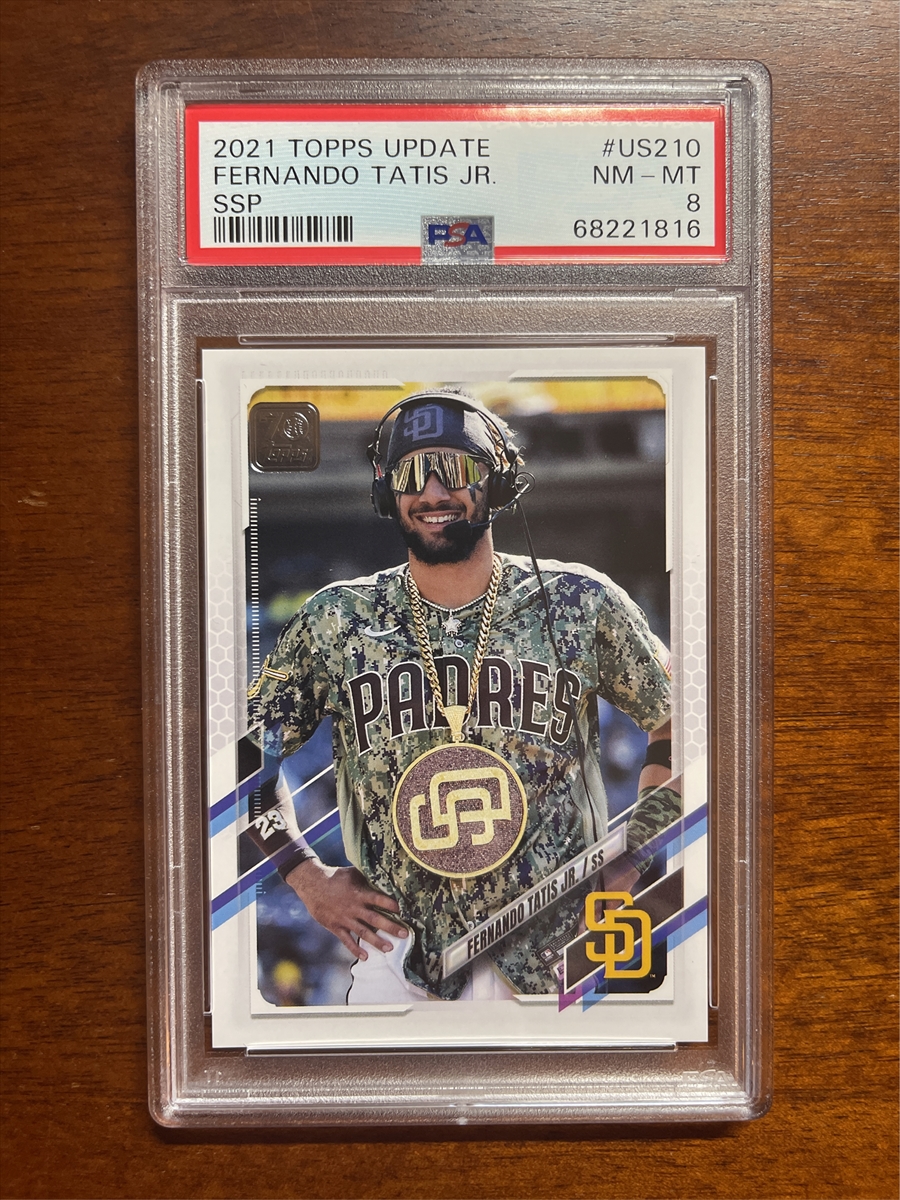 2021 TOPPS UPDATE #US210
FERNANDO TATIS JR. NM – MT
SSP 8
PSA 68221816
SD
PADRES
SD
23
FERNANDO TATIS JR. / SS
SD